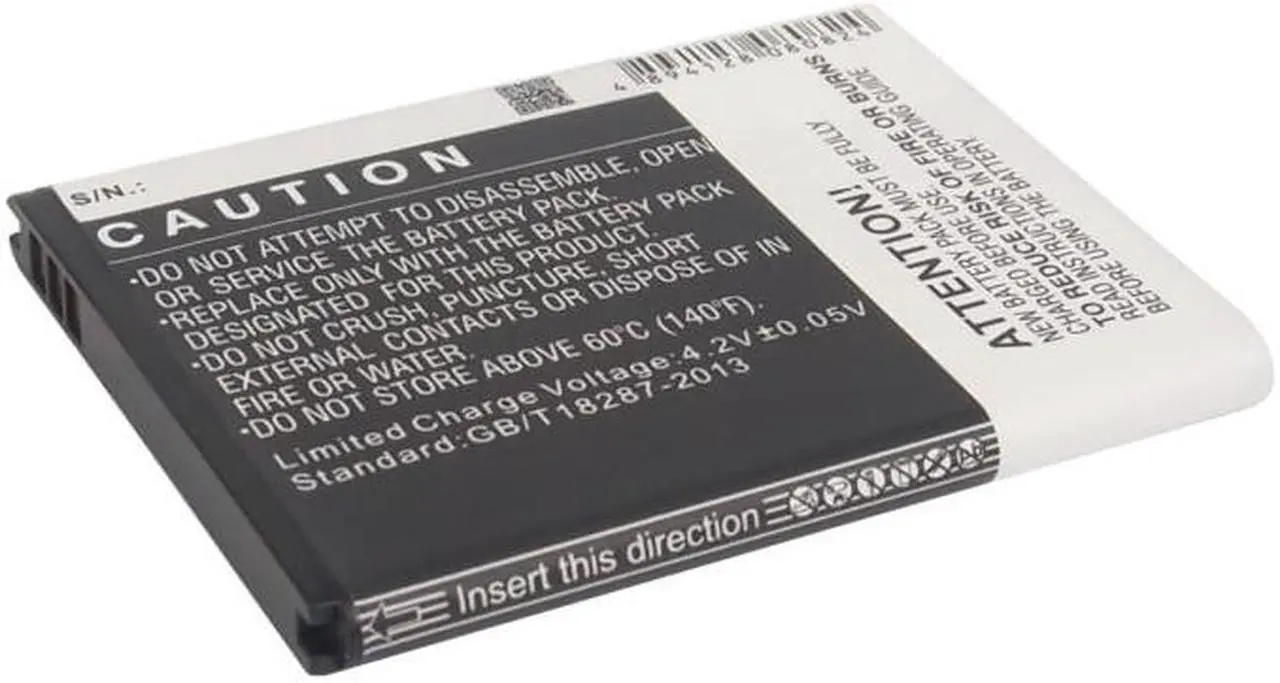 S/N.:
4 894128 080824
CAUTION
•DO NOT ATTEMPT TO DISASSEMBLE, OPEN
OR SERVICE THE BATTERY PACK.
•REPLACE ONLY WITH THE BATTERY PACK
DESIGNATED FOR THIS PRODUCT.
•DO NOT CRUSH, PUNCTURE, SHORT
EXTERNAL CONTACTS OR DISPOSE OF IN
FIRE OR WATER.
•DO NOT STORE ABOVE 60°C (140°F).
Limited Charge Voltage:4.2V±0.05V
Standard:GB/T18287-2013
ATTENTION!
NEW BATTERY PACK MUST BE FULLY
CHARGED BEFORE USE.
TO REDUCE RISK OF FIRE OR BURNS
READ INSTRUCTIONS IN OPERATING GUIDE
BEFORE USING THE BATTERY.
Insert this direction